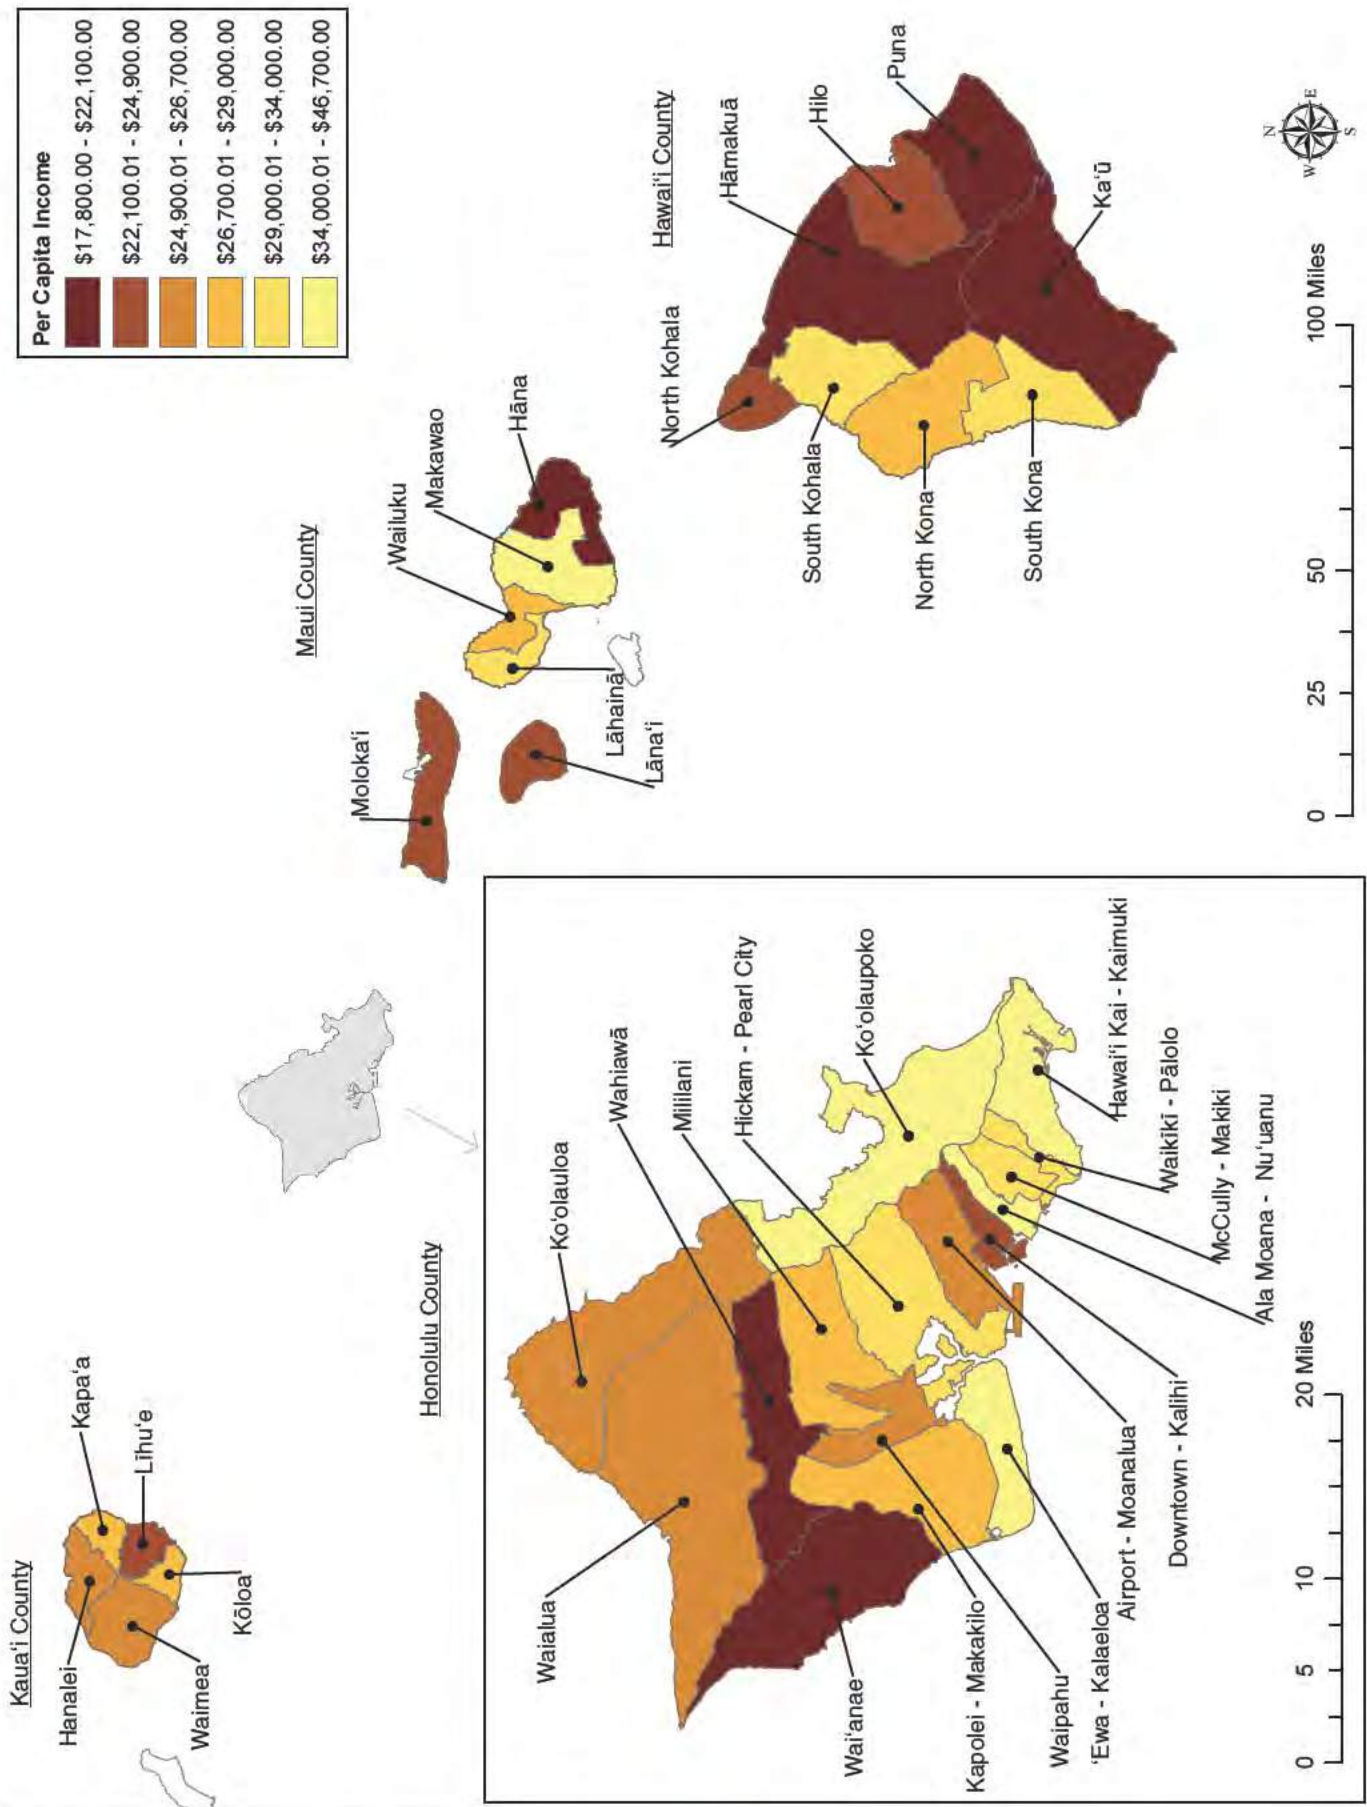 Kaua'i County
Hanalei
Kapa'a
Līhu'e
Waimea
Kōloa
Honolulu County
Ko'olauloa
Wahiawā
Mililani
Hickam - Pearl City
Ko'olaupoko
Waialua
Wai'anae
Kapolei - Makakilo
Waipahu
'Ewa - Kalaeloa
Airport - Moanalua
Downtown - Kalihi
Ala Moana - Nu'uanu
McCully - Makiki
Waikiki - Pālolo
Hawai'i Kai - Kaimuki
0 5 10 20 Miles
Maui County
Moloka'i
Wailuku
Makawao
Hāna
Lāhainā
Lāna'i
Per Capita Income
$17,800.00 - $22,100.00
$22,100.01 - $24,900.00
$24,900.01 - $26,700.00
$26,700.01 - $29,000.00
$29,000.01 - $34,000.00
$34,000.01 - $46,700.00
Hawai'i County
North Kohala
Hāmakuā
Hilo
Puna
South Kohala
North Kona
South Kona
Ka'ū
0 25 50 100 Miles
N
W E
S